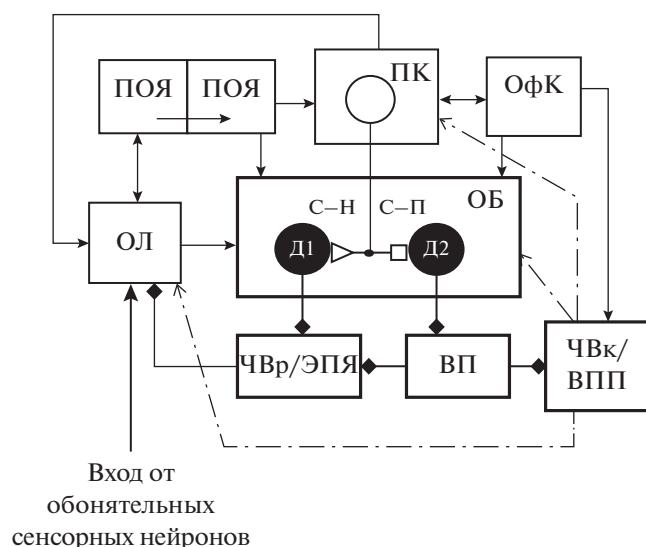 ПК
ПОЯ
ПОЯ
ОфК
ОБ
С–Н
С–П
ОЛ
Д1
Д2
ЧВр/ЭПЯ
ВП
ЧВк/
ВПП
Вход от
обонятельных
сенсорных нейронов